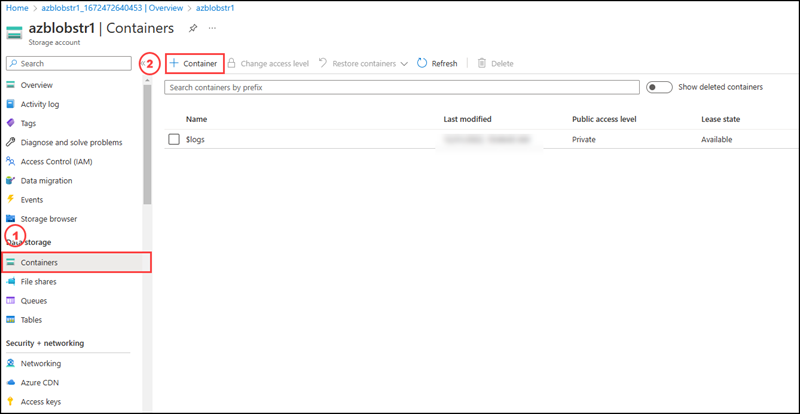 Home > azblobstr1_1672472640453 | Overview > azblobstr1
azblobstr1 | Containers
Storage account
Search
2
+ Container
Change access level
Restore containers
Refresh
Delete
Overview
Activity log
Tags
Diagnose and solve problems
Access Control (IAM)
Data migration
Events
Storage browser
1
Data storage
Containers
File shares
Queues
Tables
Security + networking
Networking
Azure CDN
Access keys
Search containers by prefix
Show deleted containers
Name Last modified Public access level Lease state
$logs Private Available